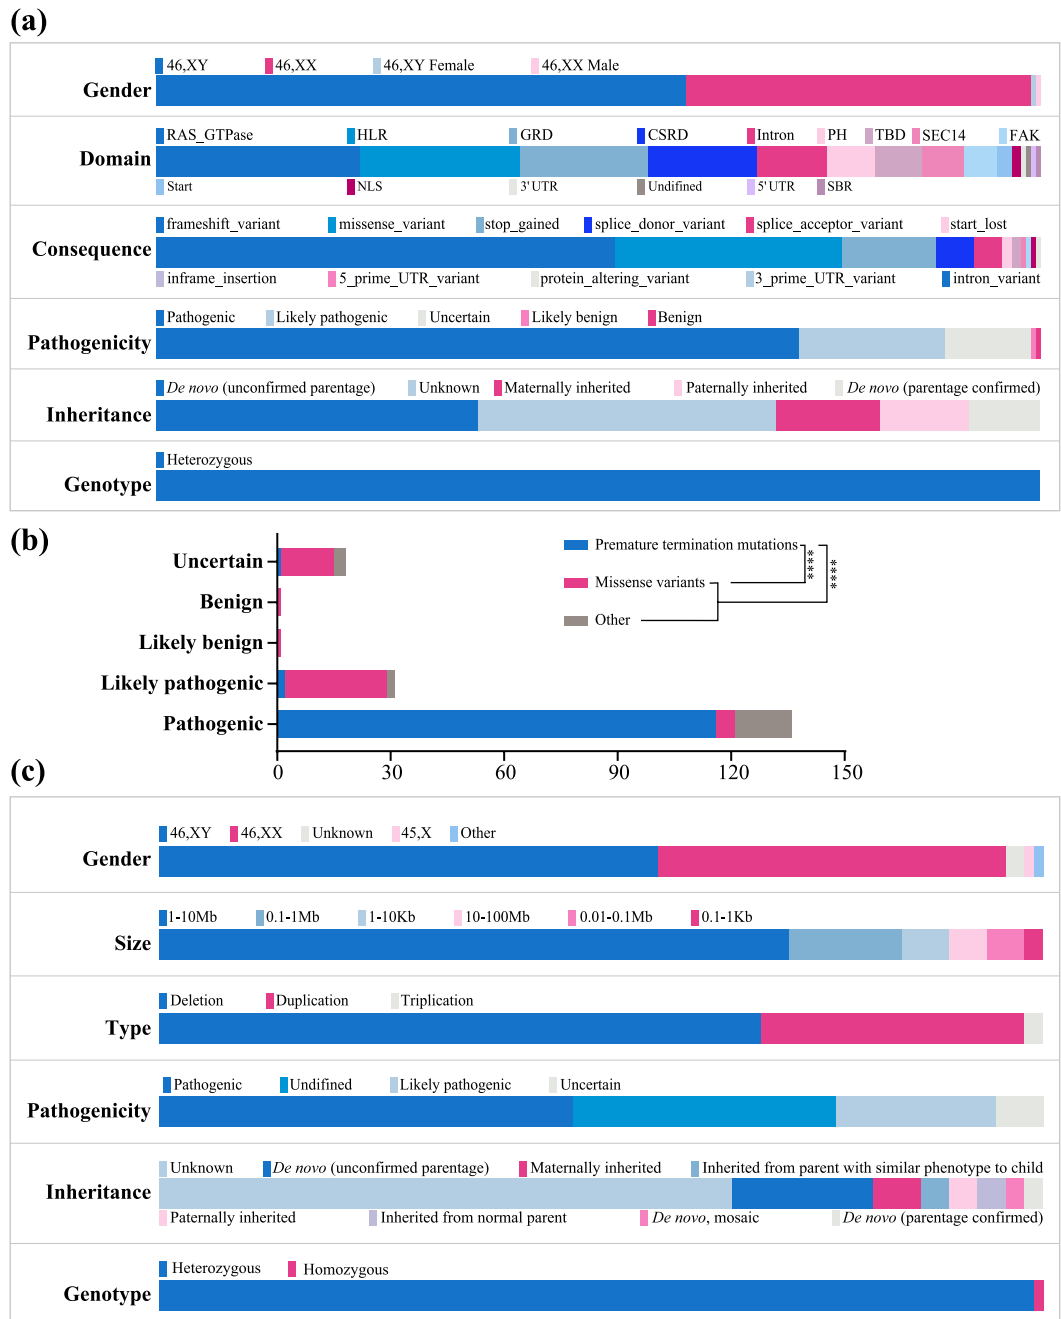 (a)
46,XY 46,XX 46,XY Female 46,XX Male
Gender
RAS_GTPase HLR GRD CSRD Intron PH TBD SEC14 FAK
Domain
Start NLS 3'UTR Undifined 5'UTR SBR
frameshift_variant missense_variant stop_gained splice_donor_variant splice_acceptor_variant start_lost
Consequence
inframe_insertion 5_prime_UTR_variant protein_altering_variant 3_prime_UTR_variant intron_variant
Pathogenic Likely pathogenic Uncertain Likely benign Benign
Pathogenicity
De novo (unconfirmed parentage) Unknown Maternally inherited Paternally inherited De novo (parentage confirmed)
Inheritance
Heterozygous
Genotype
(b)
Premature termination mutations
Missense variants
Other
****
****
Uncertain
Benign
Likely benign
Likely pathogenic
Pathogenic
0 30 60 90 120 150
(c)
46,XY 46,XX Unknown 45,X Other
Gender
1-10Mb 0.1-1Mb 1-10Kb 10-100Mb 0.01-0.1Mb 0.1-1Kb
Size
Deletion Duplication Triplication
Type
Pathogenic Undifined Likely pathogenic Uncertain
Pathogenicity
Unknown De novo (unconfirmed parentage) Maternally inherited Inherited from parent with similar phenotype to child
Inheritance
Paternally inherited Inherited from normal parent De novo, mosaic De novo (parentage confirmed)
Heterozygous Homozygous
Genotype